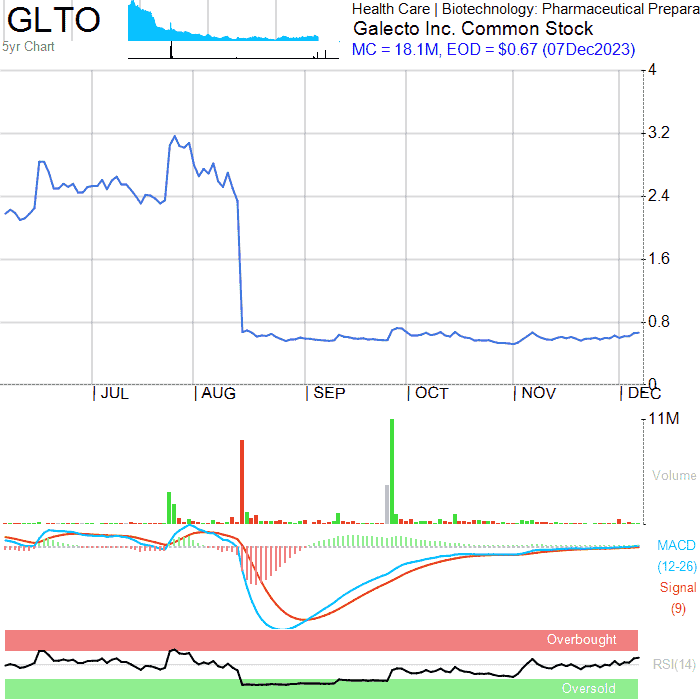 GLTO
5yr Chart
Health Care | Biotechnology: Pharmaceutical Prepara
Galecto Inc. Common Stock
MC = 18.1M, EOD = $0.67 (07Dec2023)
4
3.2
2.4
1.6
0.8
0
| JUL | AUG | SEP | OCT | NOV | DEC
11M
Volume
MACD
(12-26)
Signal
(9)
Overbought
RSI(14)
Oversold